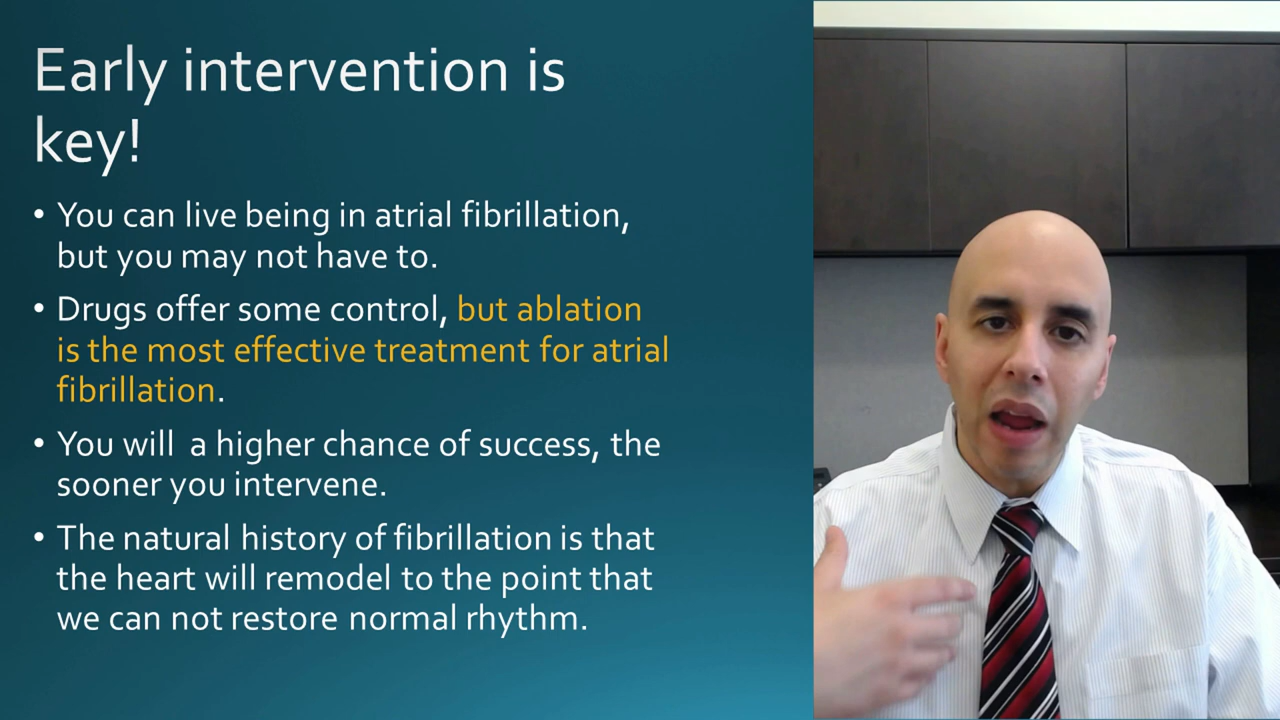 Early intervention is
key!
• You can live being in atrial fibrillation,
but you may not have to.
• Drugs offer some control, but ablation
is the most effective treatment for atrial
fibrillation.
• You will a higher chance of success, the
sooner you intervene.
• The natural history of fibrillation is that
the heart will remodel to the point that
we can not restore normal rhythm.